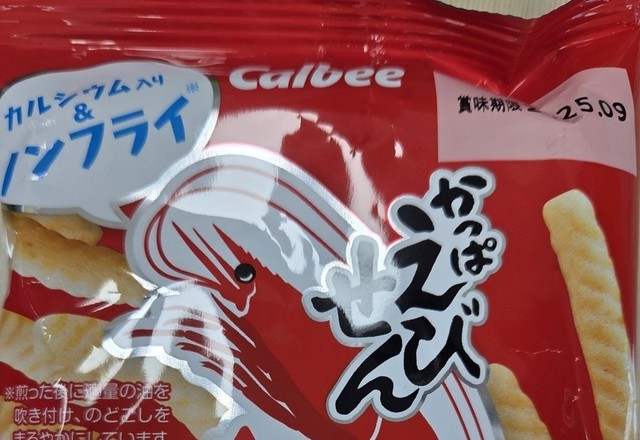 Calbee
カルシウム入り
&
ノンフライ※
賞味期限 25.09
かっぱ
えび
せん
※煎った後に適量の油を
吹き付け、のどごしを
まろやかにしています